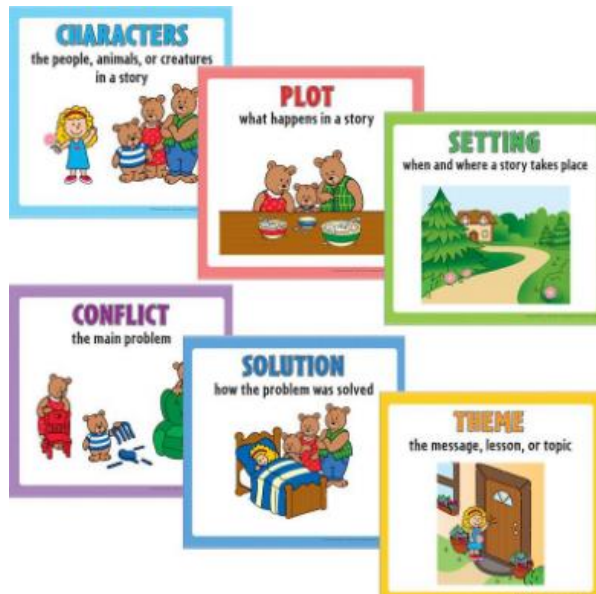 CHARACTERS
the people, animals, or creatures
in a story
PLOT
what happens in a story
SETTING
when and where a story takes place
CONFLICT
the main problem
SOLUTION
how the problem was solved
THEME
the message, lesson, or topic